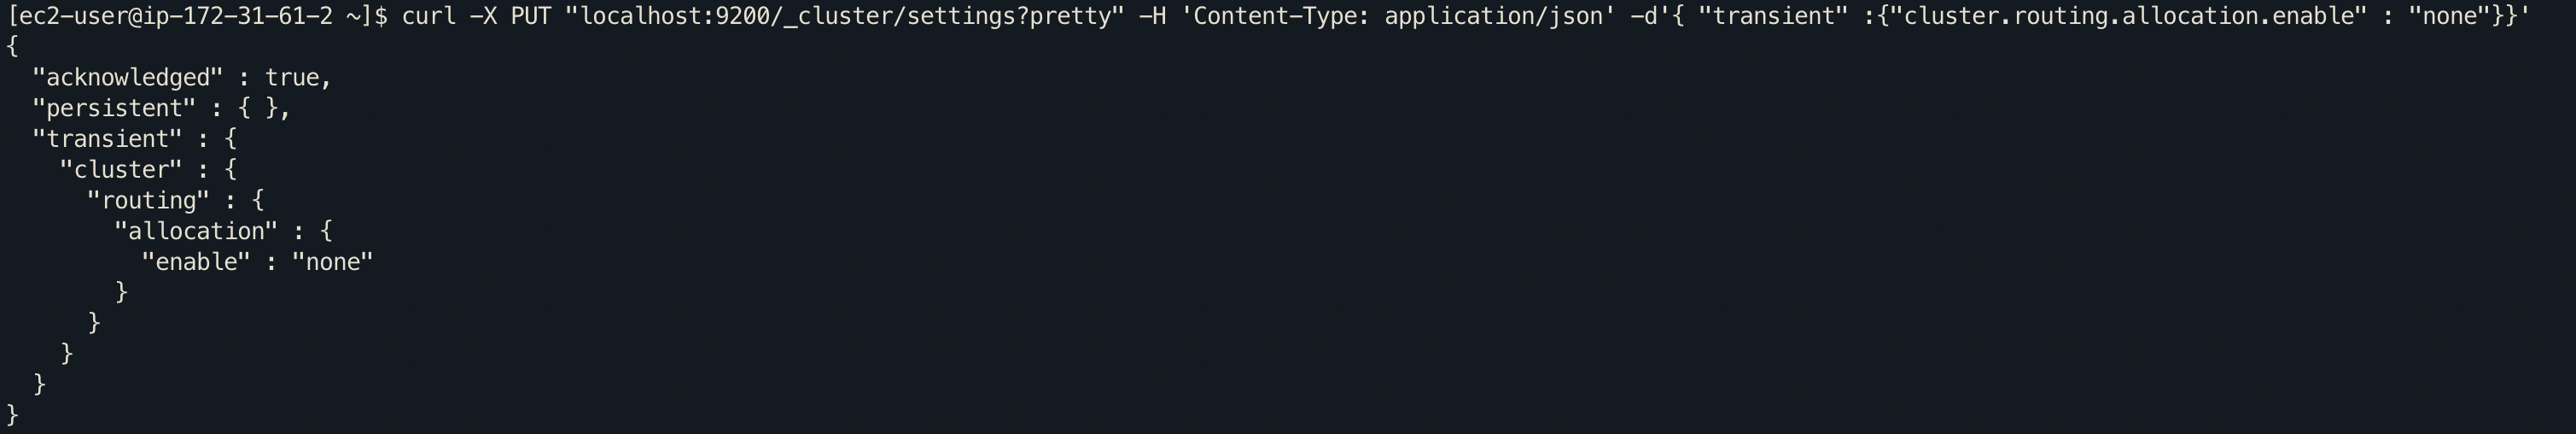 [ec2-user@ip-172-31-61-2 ~]$ curl -X PUT "localhost:9200/_cluster/settings?pretty" -H 'Content-Type: application/json' -d'{ "transient" :{"cluster.routing.allocation.enable" : "none"}}'
{
  "acknowledged" : true,
  "persistent" : { },
  "transient" : {
    "cluster" : {
      "routing" : {
        "allocation" : {
          "enable" : "none"
        }
      }
    }
  }
}